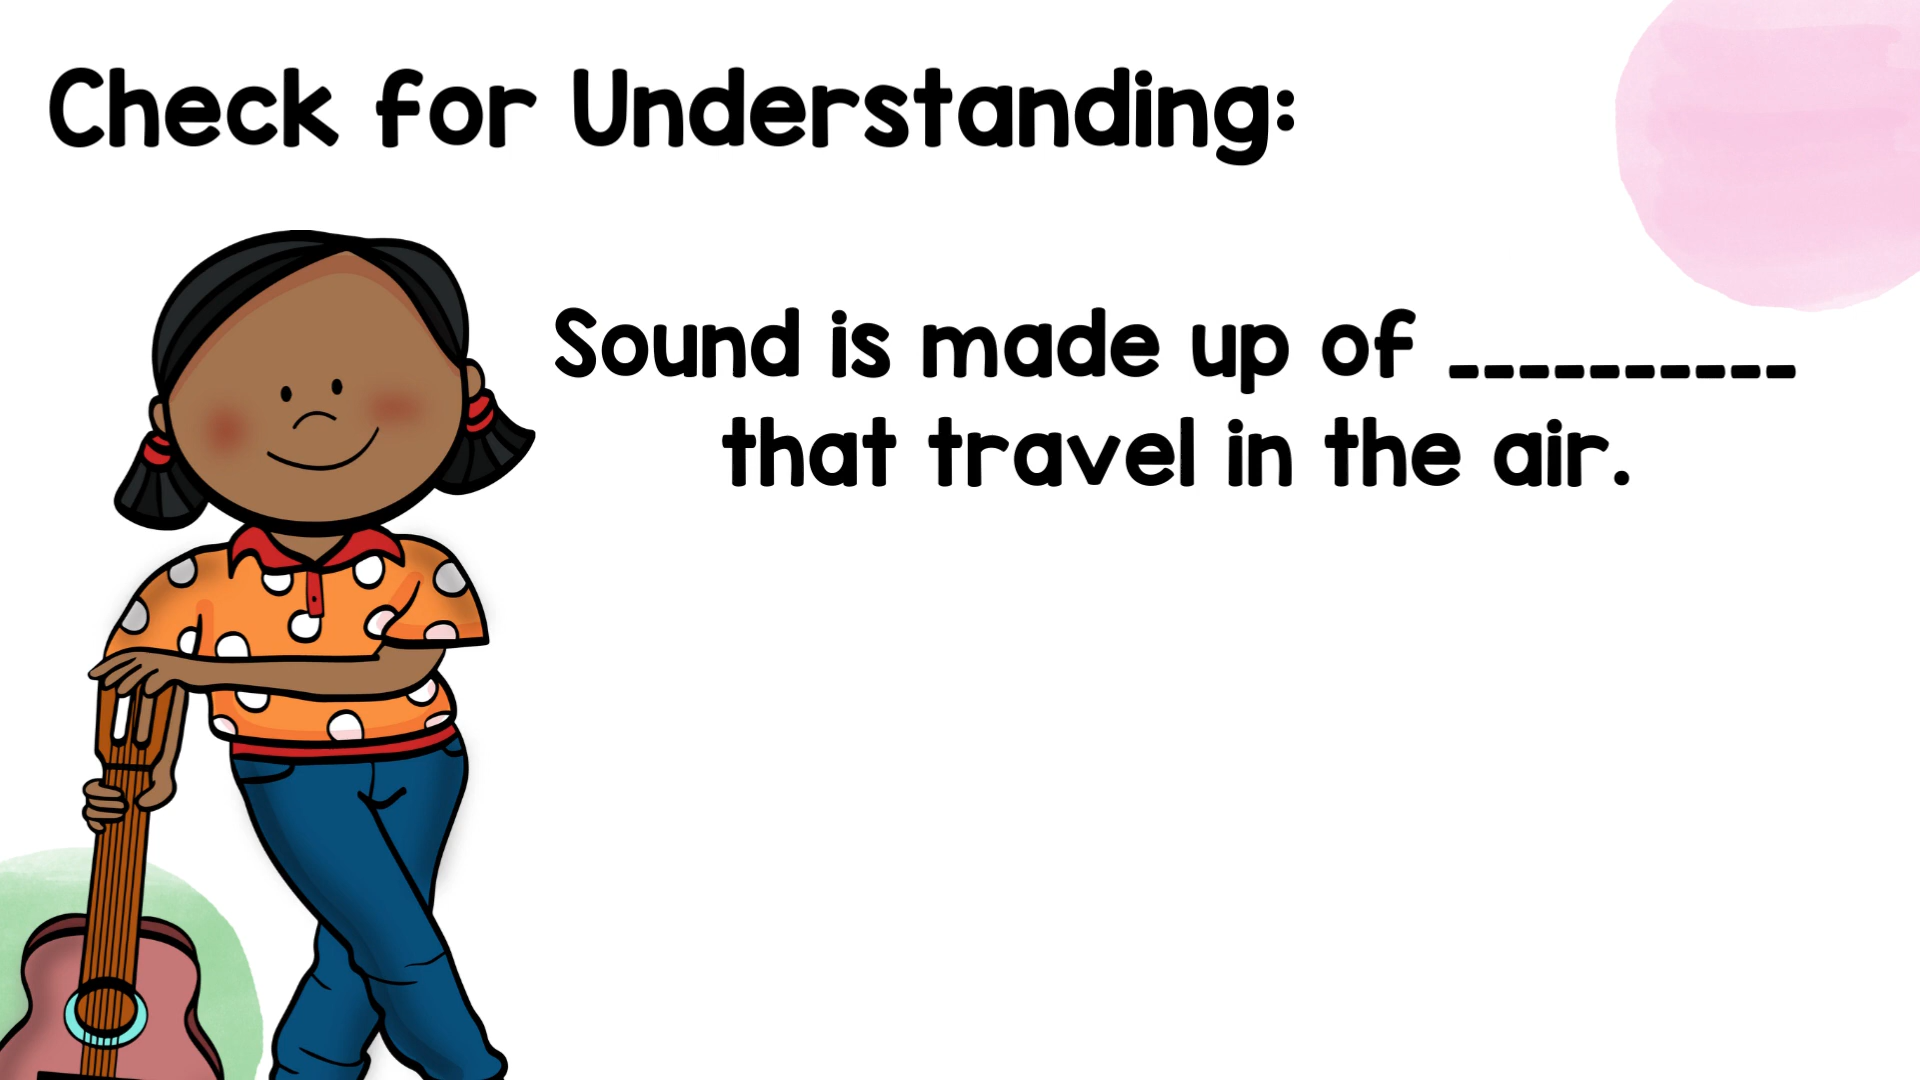 Check for Understanding:
Sound is made up of __________
that travel in the air.